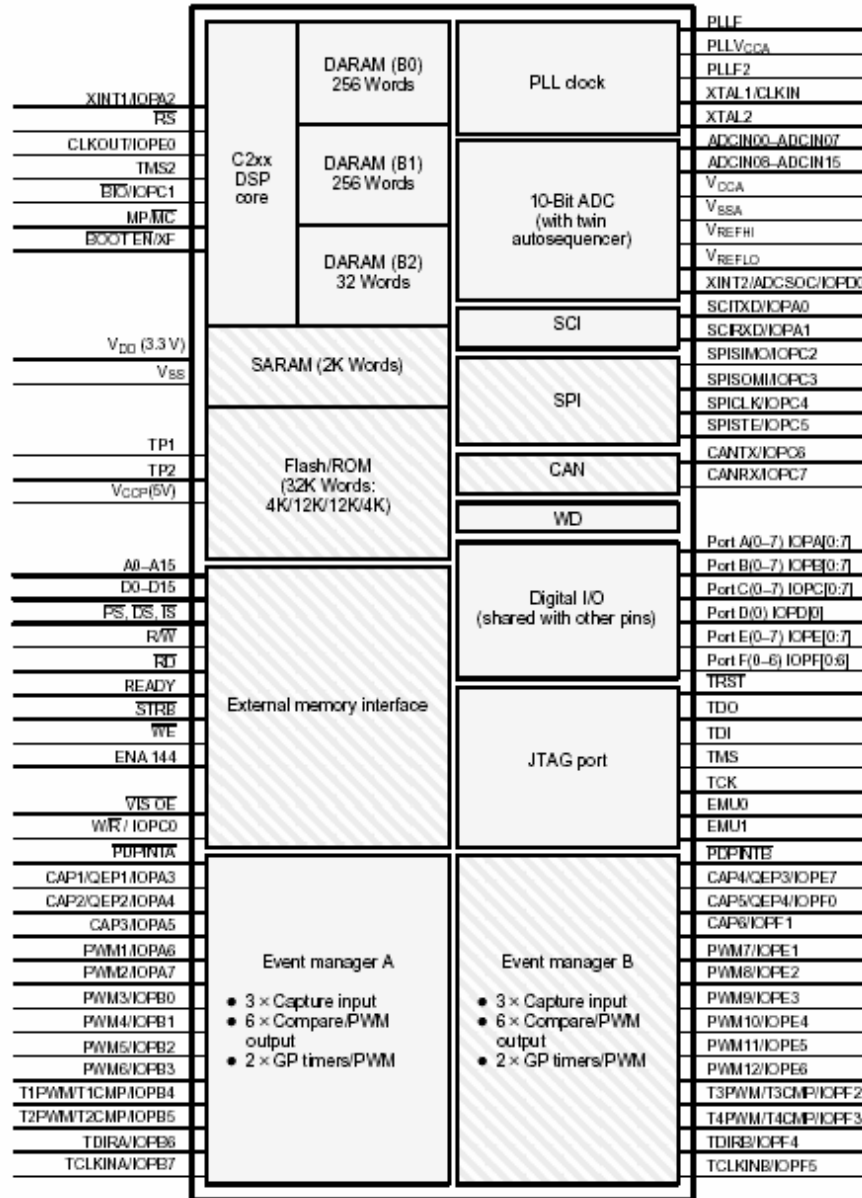 XINT1/IOPA2
RS
CLKOUT/IOPE0
TMS2
BIO/IOPC1
MP/MC
BOOT EN/XF
VDD (3.3 V)
VSS
TP1
TP2
VCCP(5V)
A0–A15
D0–D15
PS, DS, IS
R/W
RD
READY
STRB
WE
ENA 144
VIS OE
W/R / IOPC0
PDPINTA
CAP1/QEP1/IOPA3
CAP2/QEP2/IOPA4
CAP3/IOPA5
PWM1/IOPA6
PWM2/IOPA7
PWM3/IOPB0
PWM4/IOPB1
PWM5/IOPB2
PWM6/IOPB3
T1PWM/T1CMP/IOPB4
T2PWM/T2CMP/IOPB5
TDIRA/IOPB6
TCLKINA/IOPB7
C2xx
DSP
core
DARAM (B0)
256 Words
DARAM (B1)
256 Words
DARAM (B2)
32 Words
SARAM (2K Words)
Flash/ROM
(32K Words:
4K/12K/12K/4K)
External memory interface
Event manager A
● 3 × Capture input
● 6 × Compare/PWM
output
● 2 × GP timers/PWM
PLL clock
10-Bit ADC
(with twin
autosequencer)
SCI
SPI
CAN
WD
Digital I/O
(shared with other pins)
JTAG port
Event manager B
● 3 × Capture input
● 6 × Compare/PWM
output
● 2 × GP timers/PWM
PLLF
PLLVCCA
PLLF2
XTAL1/CLKIN
XTAL2
ADCIN00–ADCIN07
ADCIN08–ADCIN15
VCCA
VSSA
VREFHI
VREFLO
XINT2/ADCSOC/IOPD0
SCITXD/IOPA0
SCIRXD/IOPA1
SPISIMO/IOPC2
SPISOMI/IOPC3
SPICLK/IOPC4
SPISTE/IOPC5
CANTX/IOPC6
CANRX/IOPC7
Port A(0–7) IOPA[0:7]
Port B(0–7) IOPB[0:7]
Port C(0–7) IOPC[0:7]
Port D(0) IOPD[0]
Port E(0–7) IOPE[0:7]
Port F(0–6) IOPF[0:6]
TRST
TDO
TDI
TMS
TCK
EMU0
EMU1
PDPINTB
CAP4/QEP3/IOPE7
CAP5/QEP4/IOPF0
CAP6/IOPF1
PWM7/IOPE1
PWM8/IOPE2
PWM9/IOPE3
PWM10/IOPE4
PWM11/IOPE5
PWM12/IOPE6
T3PWM/T3CMP/IOPF2
T4PWM/T4CMP/IOPF3
TDIRB/IOPF4
TCLKINB/IOPF5